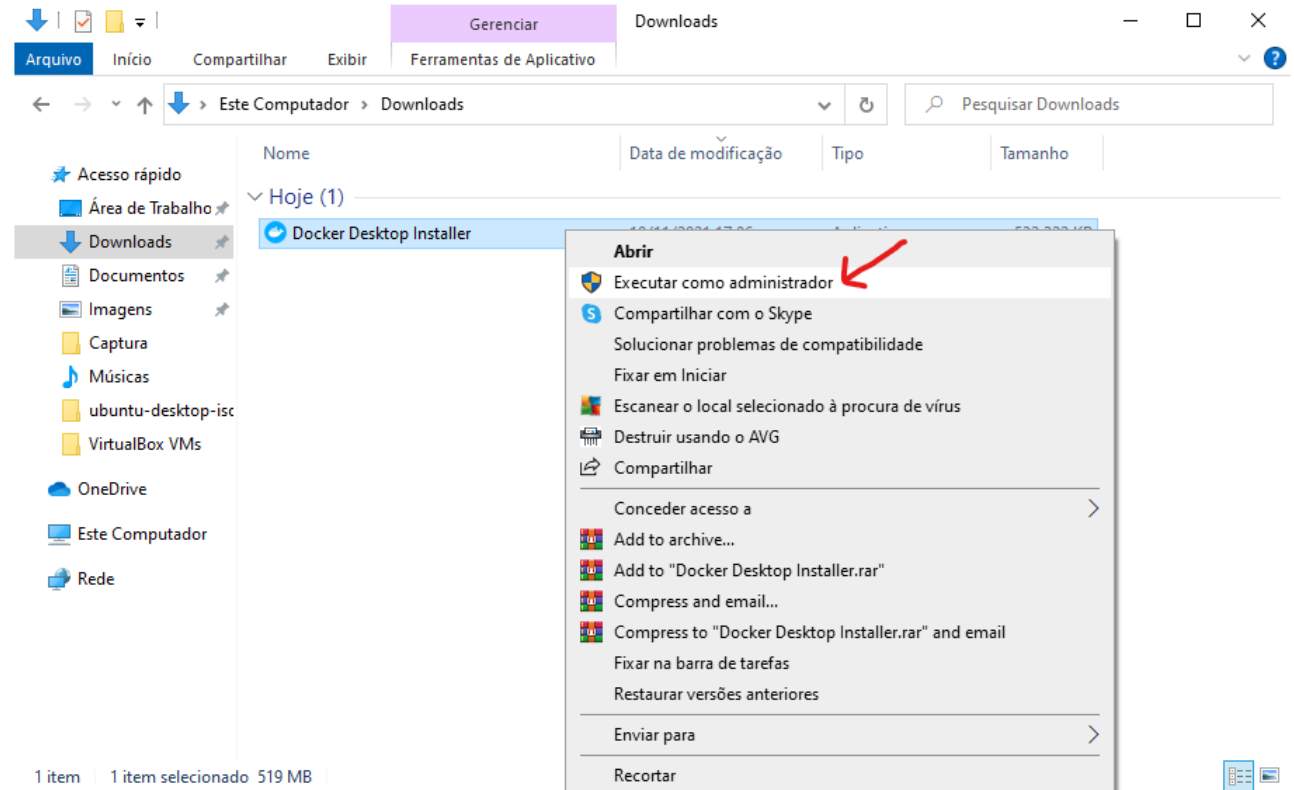 Gerenciar
Downloads
Arquivo
Início
Compartilhar
Exibir
Ferramentas de Aplicativo
Este Computador
Downloads
Pesquisar Downloads
Nome
Data de modificação
Tipo
Tamanho
Acesso rápido
Área de Trabalho
Downloads
Documentos
Imagens
Captura
Músicas
ubuntu-desktop-iso
VirtualBox VMs
OneDrive
Este Computador
Rede
Hoje (1)
Docker Desktop Installer
Abrir
Executar como administrador
Compartilhar com o Skype
Solucionar problemas de compatibilidade
Fixar em Iniciar
Escanear o local selecionado à procura de vírus
Destruir usando o AVG
Compartilhar
Conceder acesso a
Add to archive...
Add to "Docker Desktop Installer.rar"
Compress and email...
Compress to "Docker Desktop Installer.rar" and email
Fixar na barra de tarefas
Restaurar versões anteriores
Enviar para
Recortar
1 item
1 item selecionado 519 MB